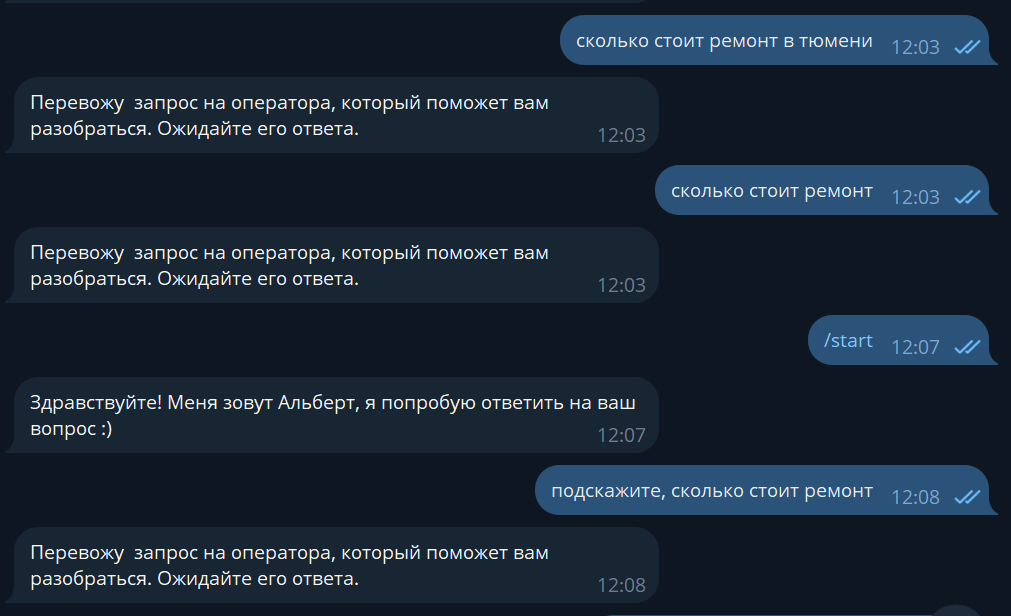 сколько стоит ремонт в тюмени 12:03
Перевожу  запрос на оператора, который поможет вам
разобраться. Ожидайте его ответа.
12:03
сколько стоит ремонт 12:03
Перевожу  запрос на оператора, который поможет вам
разобраться. Ожидайте его ответа.
12:03
/start 12:07
Здравствуйте! Меня зовут Альберт, я попробую ответить на ваш
вопрос :)
12:07
подскажите, сколько стоит ремонт 12:08
Перевожу  запрос на оператора, который поможет вам
разобраться. Ожидайте его ответа.
12:08